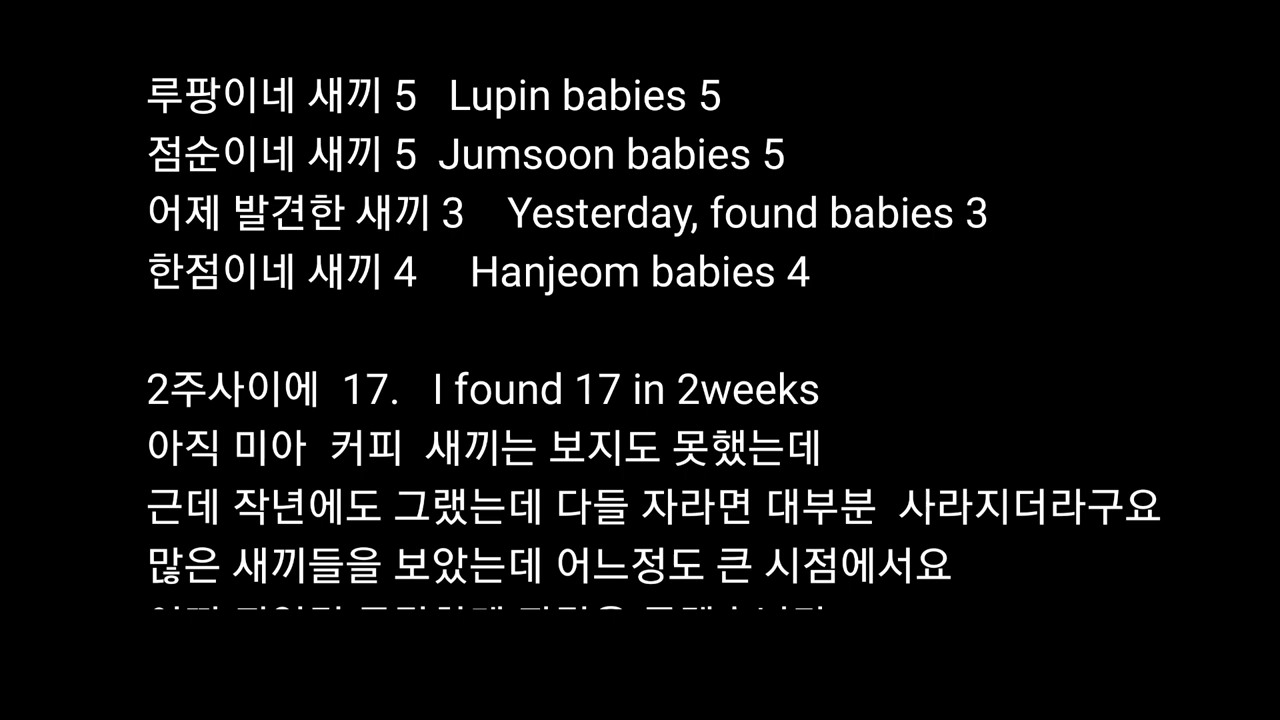 루팡이네 새끼 5 Lupin babies 5
점순이네 새끼 5 Jumsoon babies 5
어제 발견한 새끼 3 Yesterday, found babies 3
한점이네 새끼 4 Hanjeom babies 4
2주사이에 17. I found 17 in 2weeks
아직 미아 커피 새끼는 보지도 못했는데
근데 작년에도 그랬는데 다들 자라면 대부분 사라지더라구요
많은 새끼들을 보았는데 어느정도 큰 시점에서요